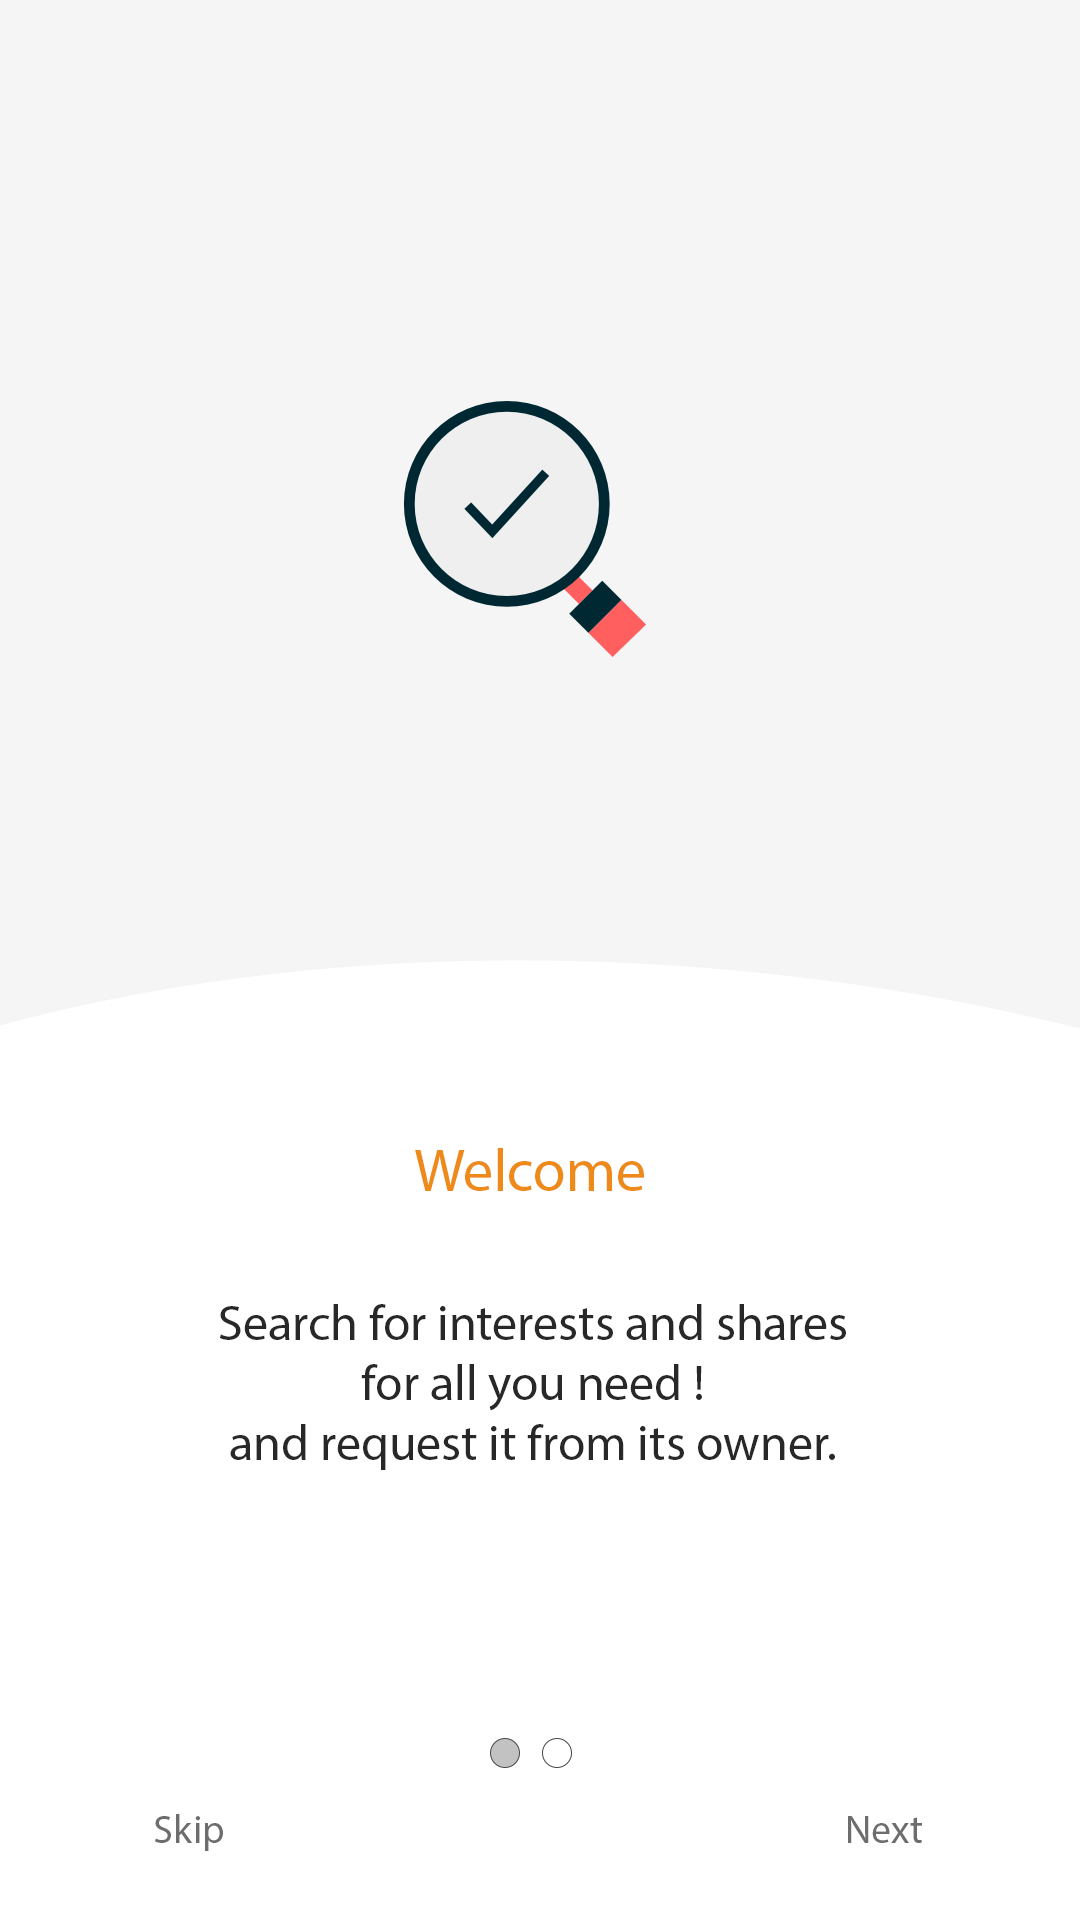 Welcome
Search for interests and shares
for all you need !
and request it from its owner.
Skip
Next